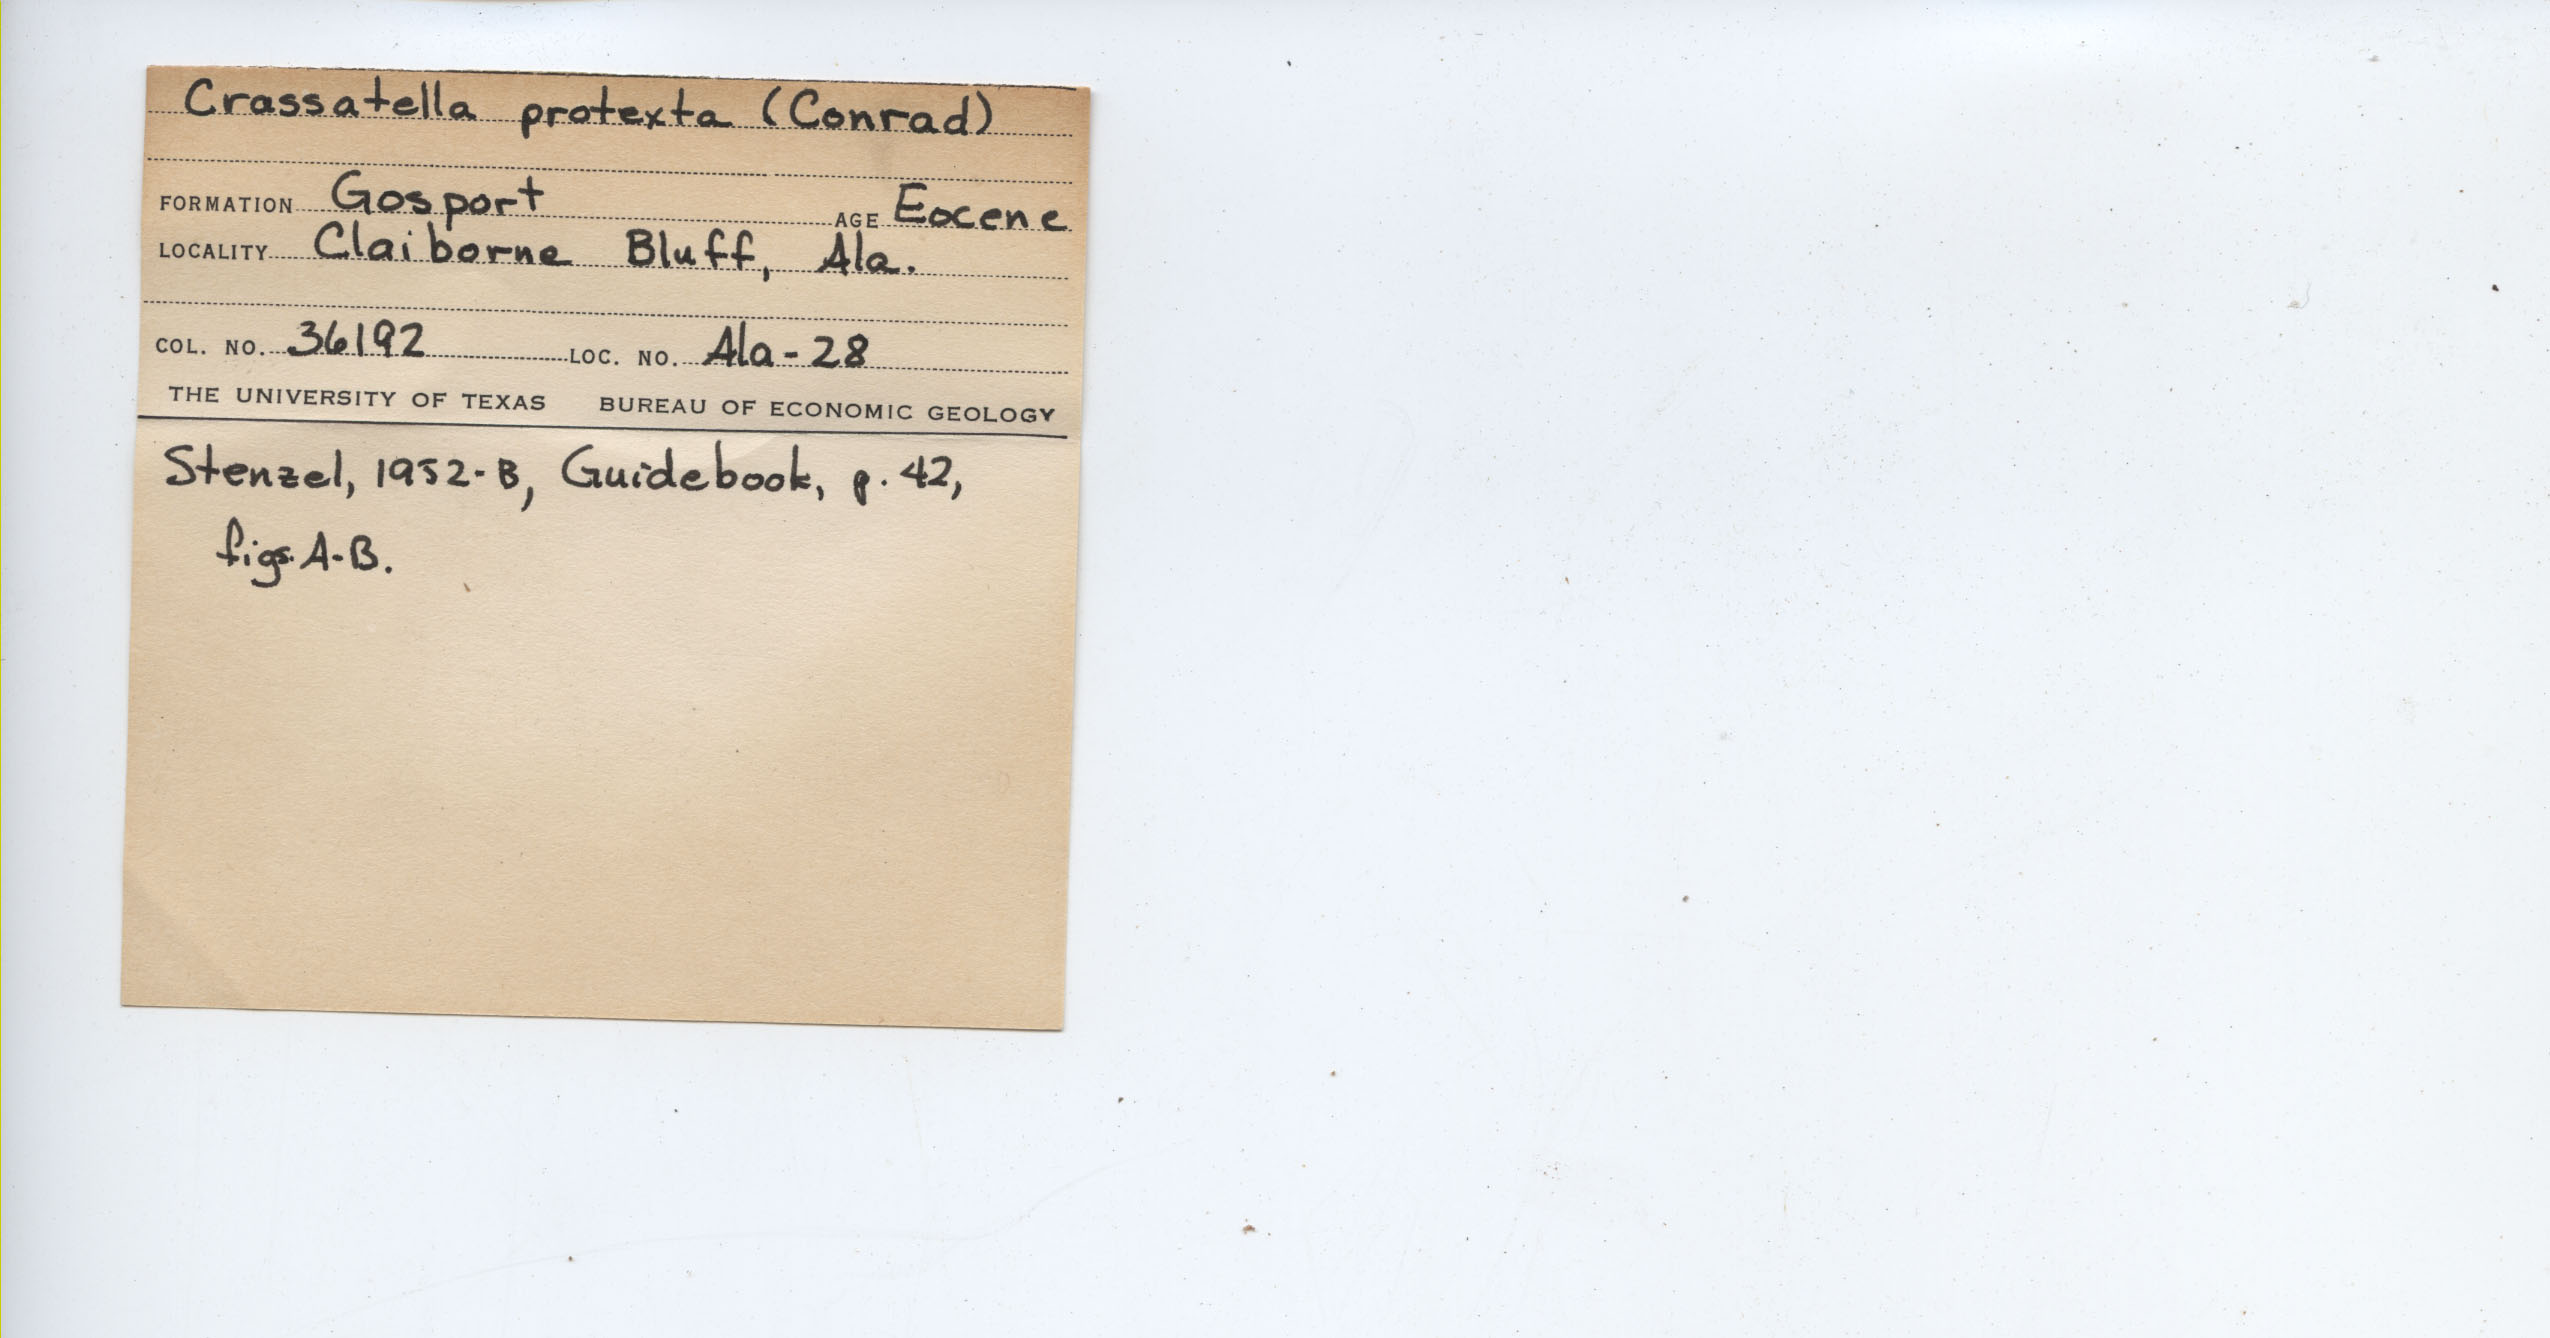 Crassatella protexta (Conrad)
FORMATION Gosport AGE Eocene
LOCALITY Claiborne Bluff, Ala.
COL. NO. 36192 LOC. NO. Ala-28
THE UNIVERSITY OF TEXAS BUREAU OF ECONOMIC GEOLOGY
Stenzel, 1952-B, Guidebook, p. 42,
figs. A-B.